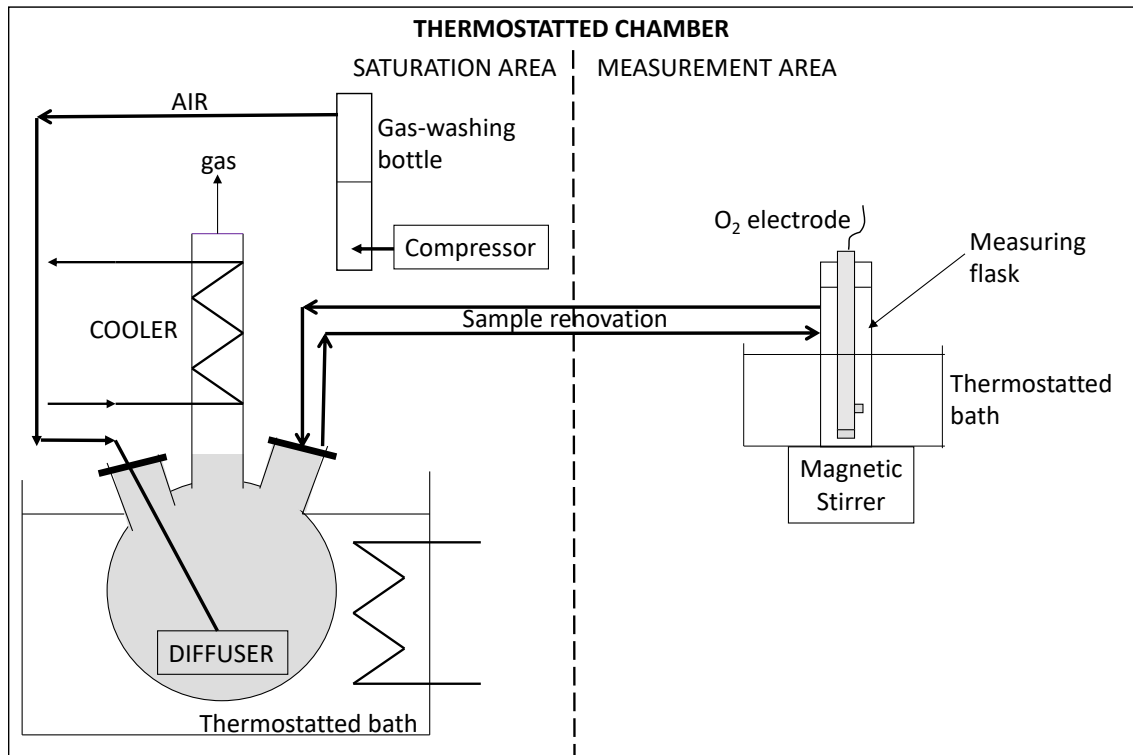 THERMOSTATTED CHAMBER
SATURATION AREA
MEASUREMENT AREA
AIR
Gas-washing
bottle
gas
Compressor
O₂ electrode
Measuring
flask
COOLER
Sample renovation
Thermostatted
bath
Magnetic
Stirrer
DIFFUSER
Thermostatted bath